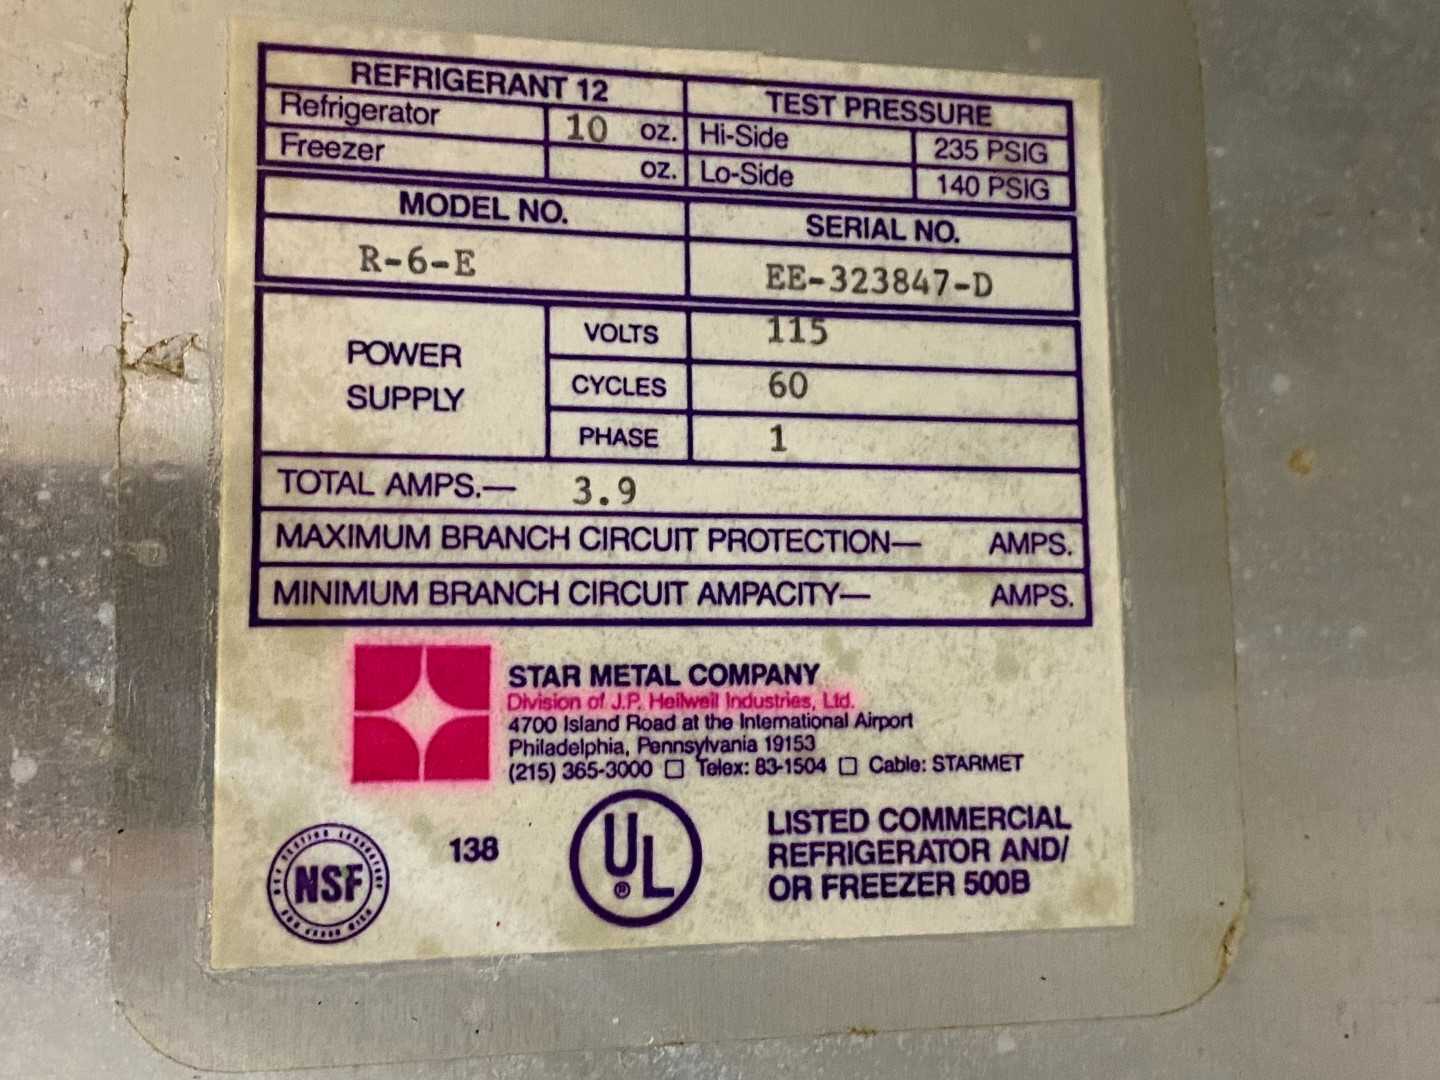 REFRIGERANT 12
TEST PRESSURE
Refrigerator 10 oz. Hi-Side 235 PSIG
Freezer oz. Lo-Side 140 PSIG
MODEL NO. SERIAL NO.
R-6-E EE-323847-D
POWER SUPPLY
VOLTS 115
CYCLES 60
PHASE 1
TOTAL AMPS.— 3.9
MAXIMUM BRANCH CIRCUIT PROTECTION— AMPS.
MINIMUM BRANCH CIRCUIT AMPACITY— AMPS.
STAR METAL COMPANY
Division of J.P. Heilweil Industries, Ltd.
4700 Island Road at the International Airport
Philadelphia, Pennsylvania 19153
(215) 365-3000 □ Telex: 83-1504 □ Cable: STARMET
NSF
138
UL®
LISTED COMMERCIAL
REFRIGERATOR AND/
OR FREEZER 500B